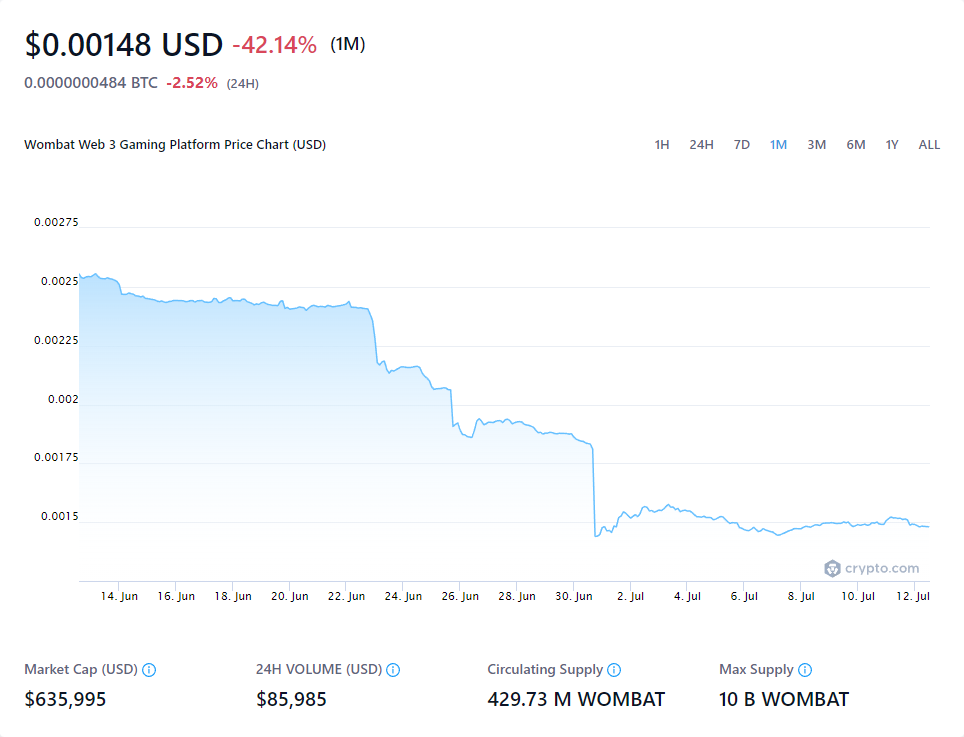 $0.00148 USD -42.14% (1M)
0.0000000484 BTC -2.52% (24H)
Wombat Web 3 Gaming Platform Price Chart (USD) 1H 24H 7D 1M 3M 6M 1Y ALL
0.00275
0.0025
0.00225
0.002
0.00175
0.0015
crypto.com
14. Jun 16. Jun 18. Jun 20. Jun 22. Jun 24. Jun 26. Jun 28. Jun 30. Jun 2. Jul 4. Jul 6. Jul 8. Jul 10. Jul 12. Jul
Market Cap (USD) 24H VOLUME (USD) Circulating Supply Max Supply
$635,995 $85,985 429.73 M WOMBAT 10 B WOMBAT